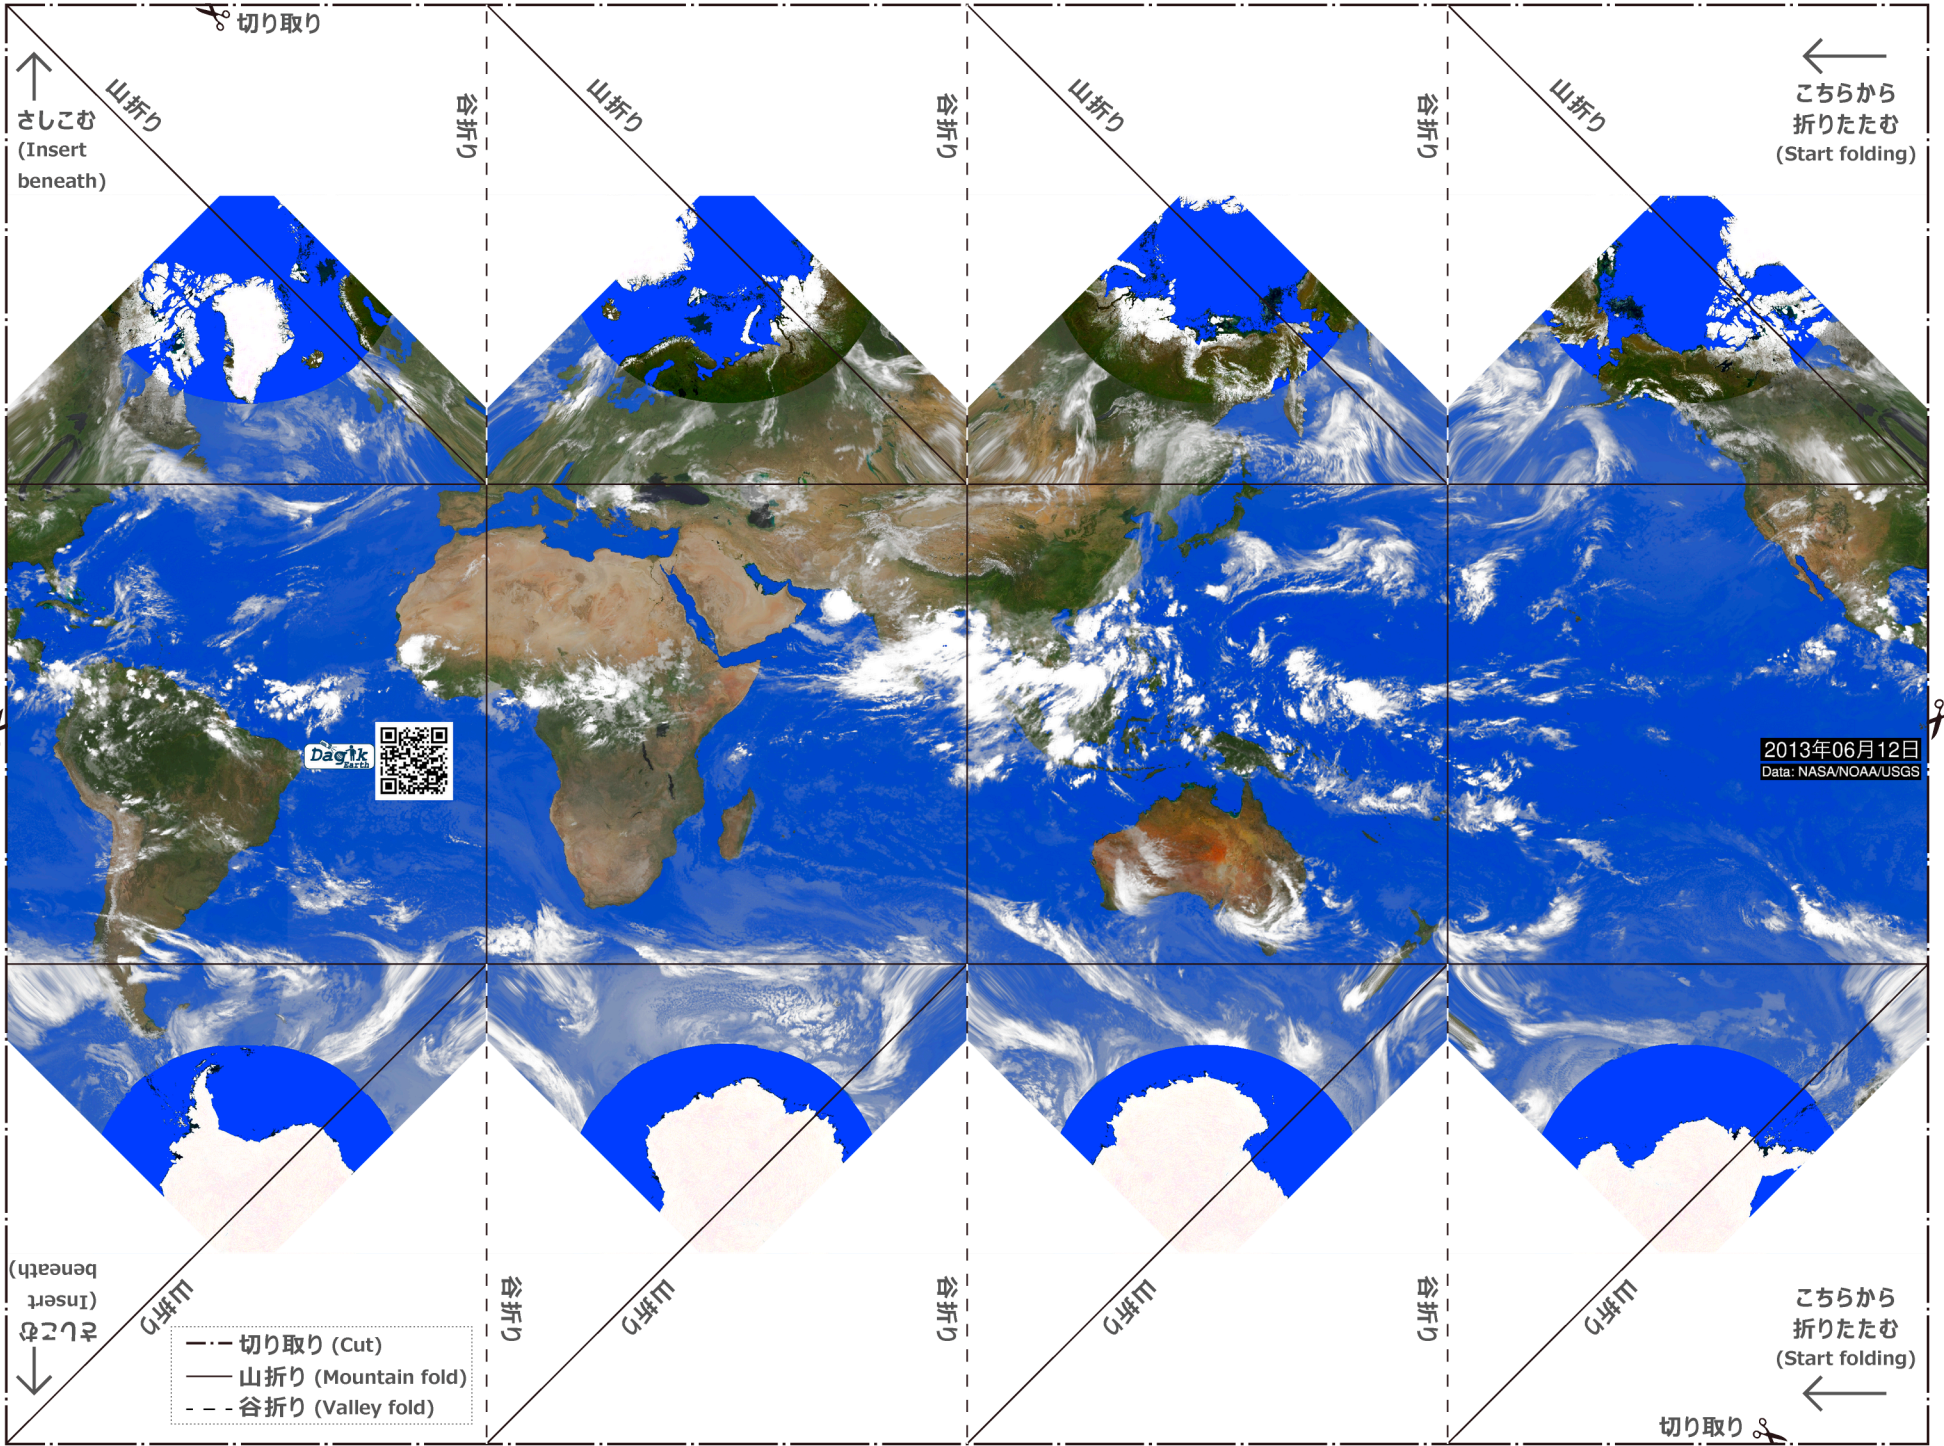 切り取り
さしこむ
(Insert
beneath)
山折り
谷折り
山折り
谷折り
山折り
谷折り
山折り
こちらから
折りたたむ
(Start folding)
Dagik
Earth
2013年06月12日
Data: NASA/NOAA/USGS
さしこむ
(Insert
beneath)
山折り
谷折り
山折り
谷折り
山折り
谷折り
山折り
こちらから
折りたたむ
(Start folding)
切り取り (Cut)
山折り (Mountain fold)
谷折り (Valley fold)
切り取り